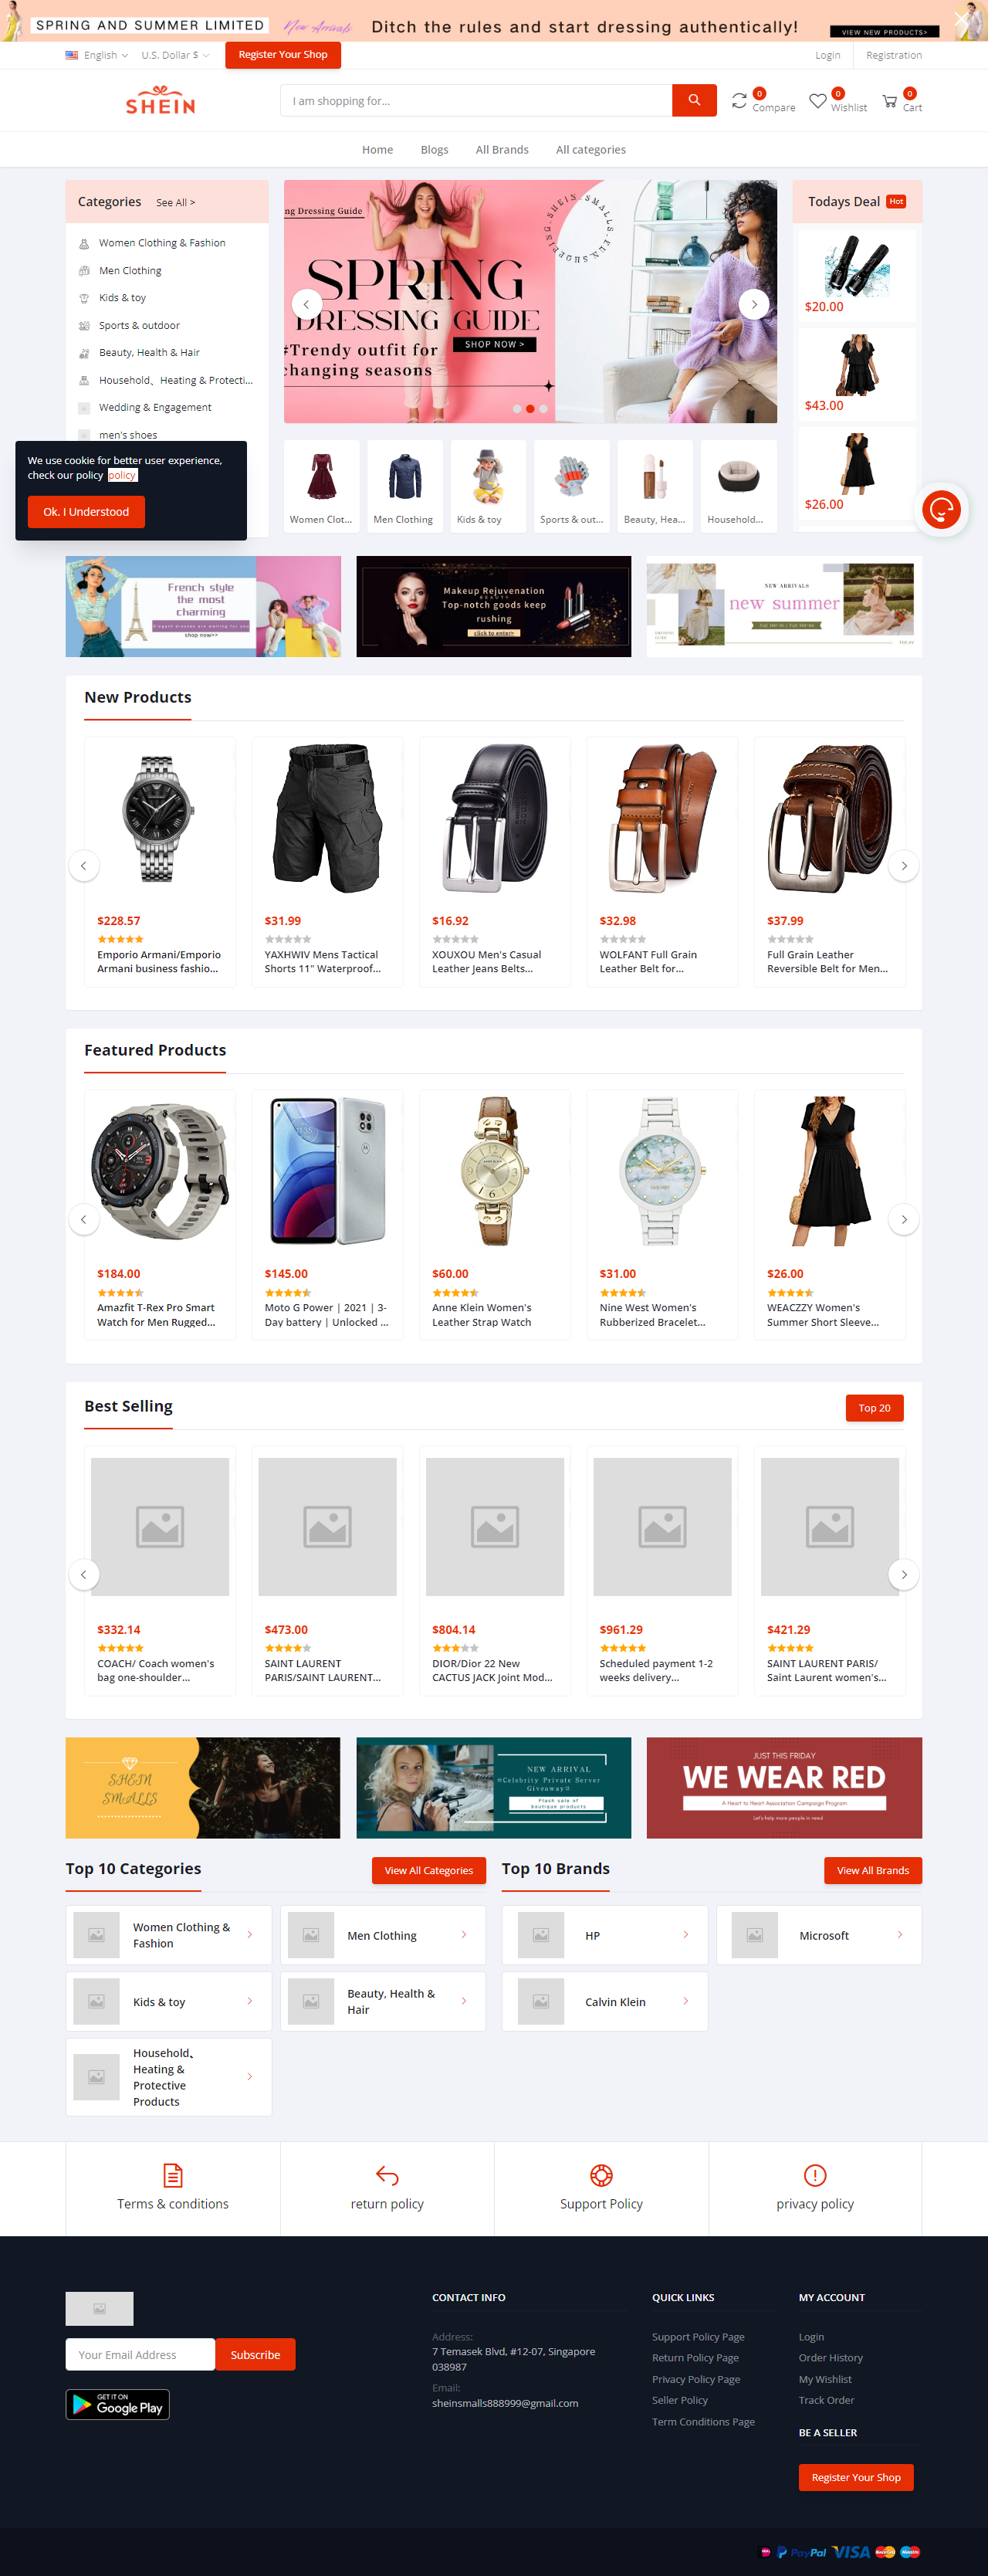 SPRING AND SUMMER LIMITED
New Arrivals
Ditch the rules and start dressing authentically!
VIEW NEW PRODUCTS>
English
U.S. Dollar $
Register Your Shop
Login
Registration
SHEIN
I am shopping for...
0
Compare
0
Wishlist
0
Cart
Home
Blogs
All Brands
All categories
Categories
See All >
Women Clothing & Fashion
Men Clothing
Kids & toy
Sports & outdoor
Beauty, Health & Hair
Household、Heating & Protecti...
Wedding & Engagement
men's shoes
We use cookie for better user experience,
check our policy policy
Ok. I Understood
ng Dressing Guide
SPRING
DRESSING GUIDE
#Trendy outfit for
changing seasons
SHOP NOW >
Todays Deal
Hot
$20.00
$43.00
$26.00
Women Clot...
Men Clothing
Kids & toy
Sports & out...
Beauty, Hea...
Household...
French style
the most
charming
Elegant dresses are waiting for you
shop now>>
Makeup Rejuvenation
BEAUTY
Top-notch goods keep
rushing
click to enter>
NEW ARRIVALS
new summer
New Products
$228.57
Emporio Armani/Emporio
Armani business fashio...
$31.99
YAXHWIV Mens Tactical
Shorts 11" Waterproof...
$16.92
XOUXOU Men's Casual
Leather Jeans Belts...
$32.98
WOLFANT Full Grain
Leather Belt for...
$37.99
Full Grain Leather
Reversible Belt for Men...
Featured Products
$184.00
Amazfit T-Rex Pro Smart
Watch for Men Rugged...
$145.00
Moto G Power | 2021 | 3-
Day battery | Unlocked ...
$60.00
Anne Klein Women's
Leather Strap Watch
$31.00
Nine West Women's
Rubberized Bracelet...
$26.00
WEACZZY Women's
Summer Short Sleeve...
Best Selling
Top 20
$332.14
COACH/ Coach women's
bag one-shoulder...
$473.00
SAINT LAURENT
PARIS/SAINT LAURENT...
$804.14
DIOR/Dior 22 New
CACTUS JACK Joint Mod...
$961.29
Scheduled payment 1-2
weeks delivery...
$421.29
SAINT LAURENT PARIS/
Saint Laurent women's...
SHEIN
SMALLS
NEW ARRIVAL
#Celebrity Private Server
Giveaway#
Flash sale of
boutique products
JUST THIS FRIDAY
WE WEAR RED
A Heart to Heart Association Campaign Program
Let's help more people in need
Top 10 Categories
View All Categories
Women Clothing &
Fashion
Men Clothing
Kids & toy
Beauty, Health &
Hair
Household、
Heating &
Protective
Products
Top 10 Brands
View All Brands
HP
Microsoft
Calvin Klein
Terms & conditions
return policy
Support Policy
privacy policy
Your Email Address
Subscribe
GET IT ON
Google Play
CONTACT INFO
Address:
7 Temasek Blvd, #12-07, Singapore
038987
Email:
sheinsmalls888999@gmail.com
QUICK LINKS
Support Policy Page
Return Policy Page
Privacy Policy Page
Seller Policy
Term Conditions Page
MY ACCOUNT
Login
Order History
My Wishlist
Track Order
BE A SELLER
Register Your Shop
PayPal
VISA